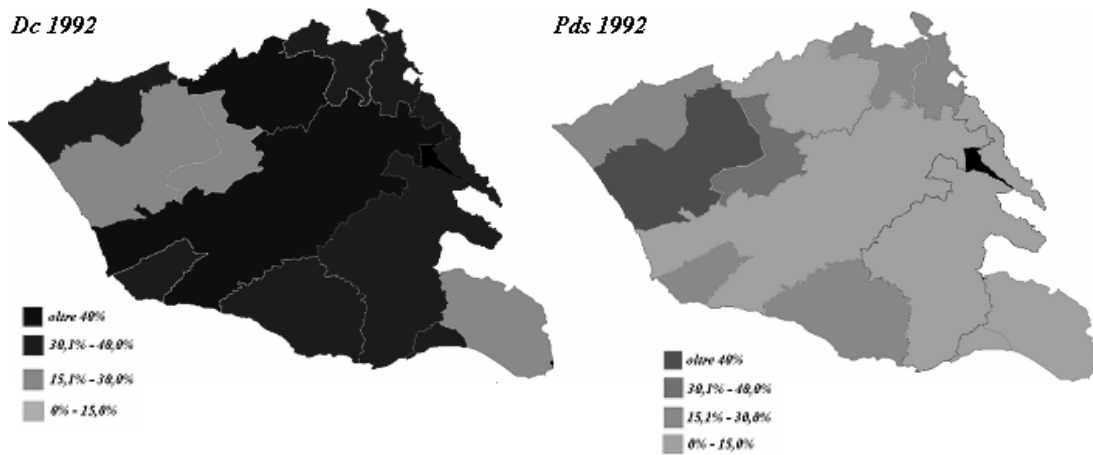 Dc 1992
oltre 40%
30,1% - 40,0%
15,1% - 30,0%
0% - 15,0%
Pds 1992
oltre 40%
30,1% - 40,0%
15,1% - 30,0%
0% - 15,0%